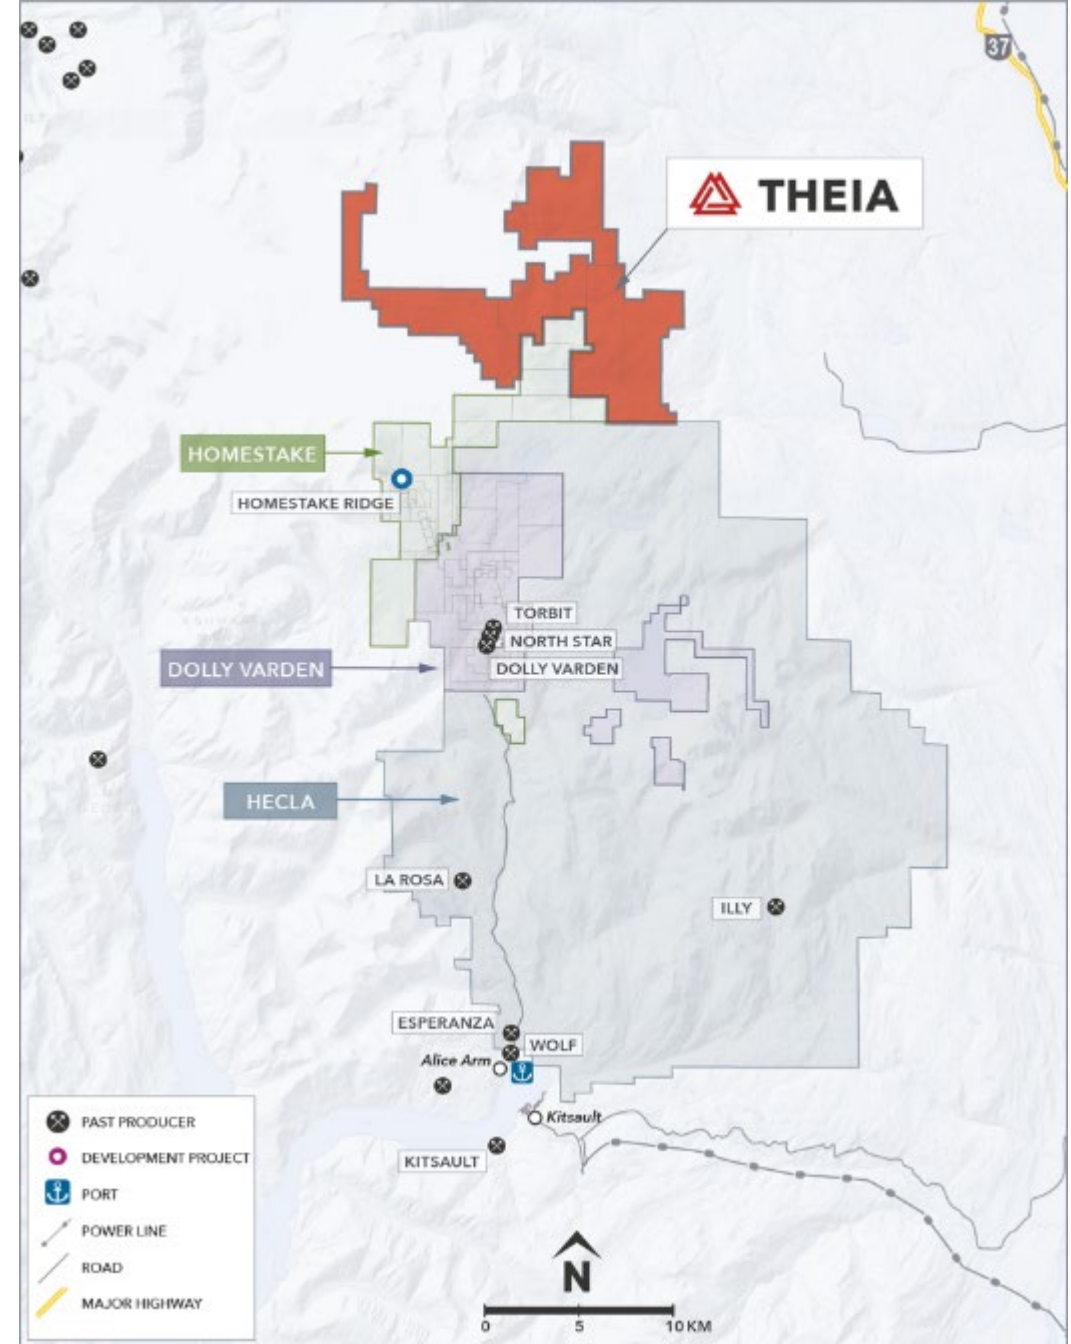 37
THEIA
HOMESTAKE
HOMESTAKE RIDGE
TORBIT
NORTH STAR
DOLLY VARDEN
DOLLY VARDEN
HECLA
LA ROSA
ILLY
ESPERANZA
WOLF
Alice Arm
Kitsault
KITSAULT
PAST PRODUCER
DEVELOPMENT PROJECT
PORT
POWER LINE
ROAD
MAJOR HIGHWAY
N
0 5 10 KM